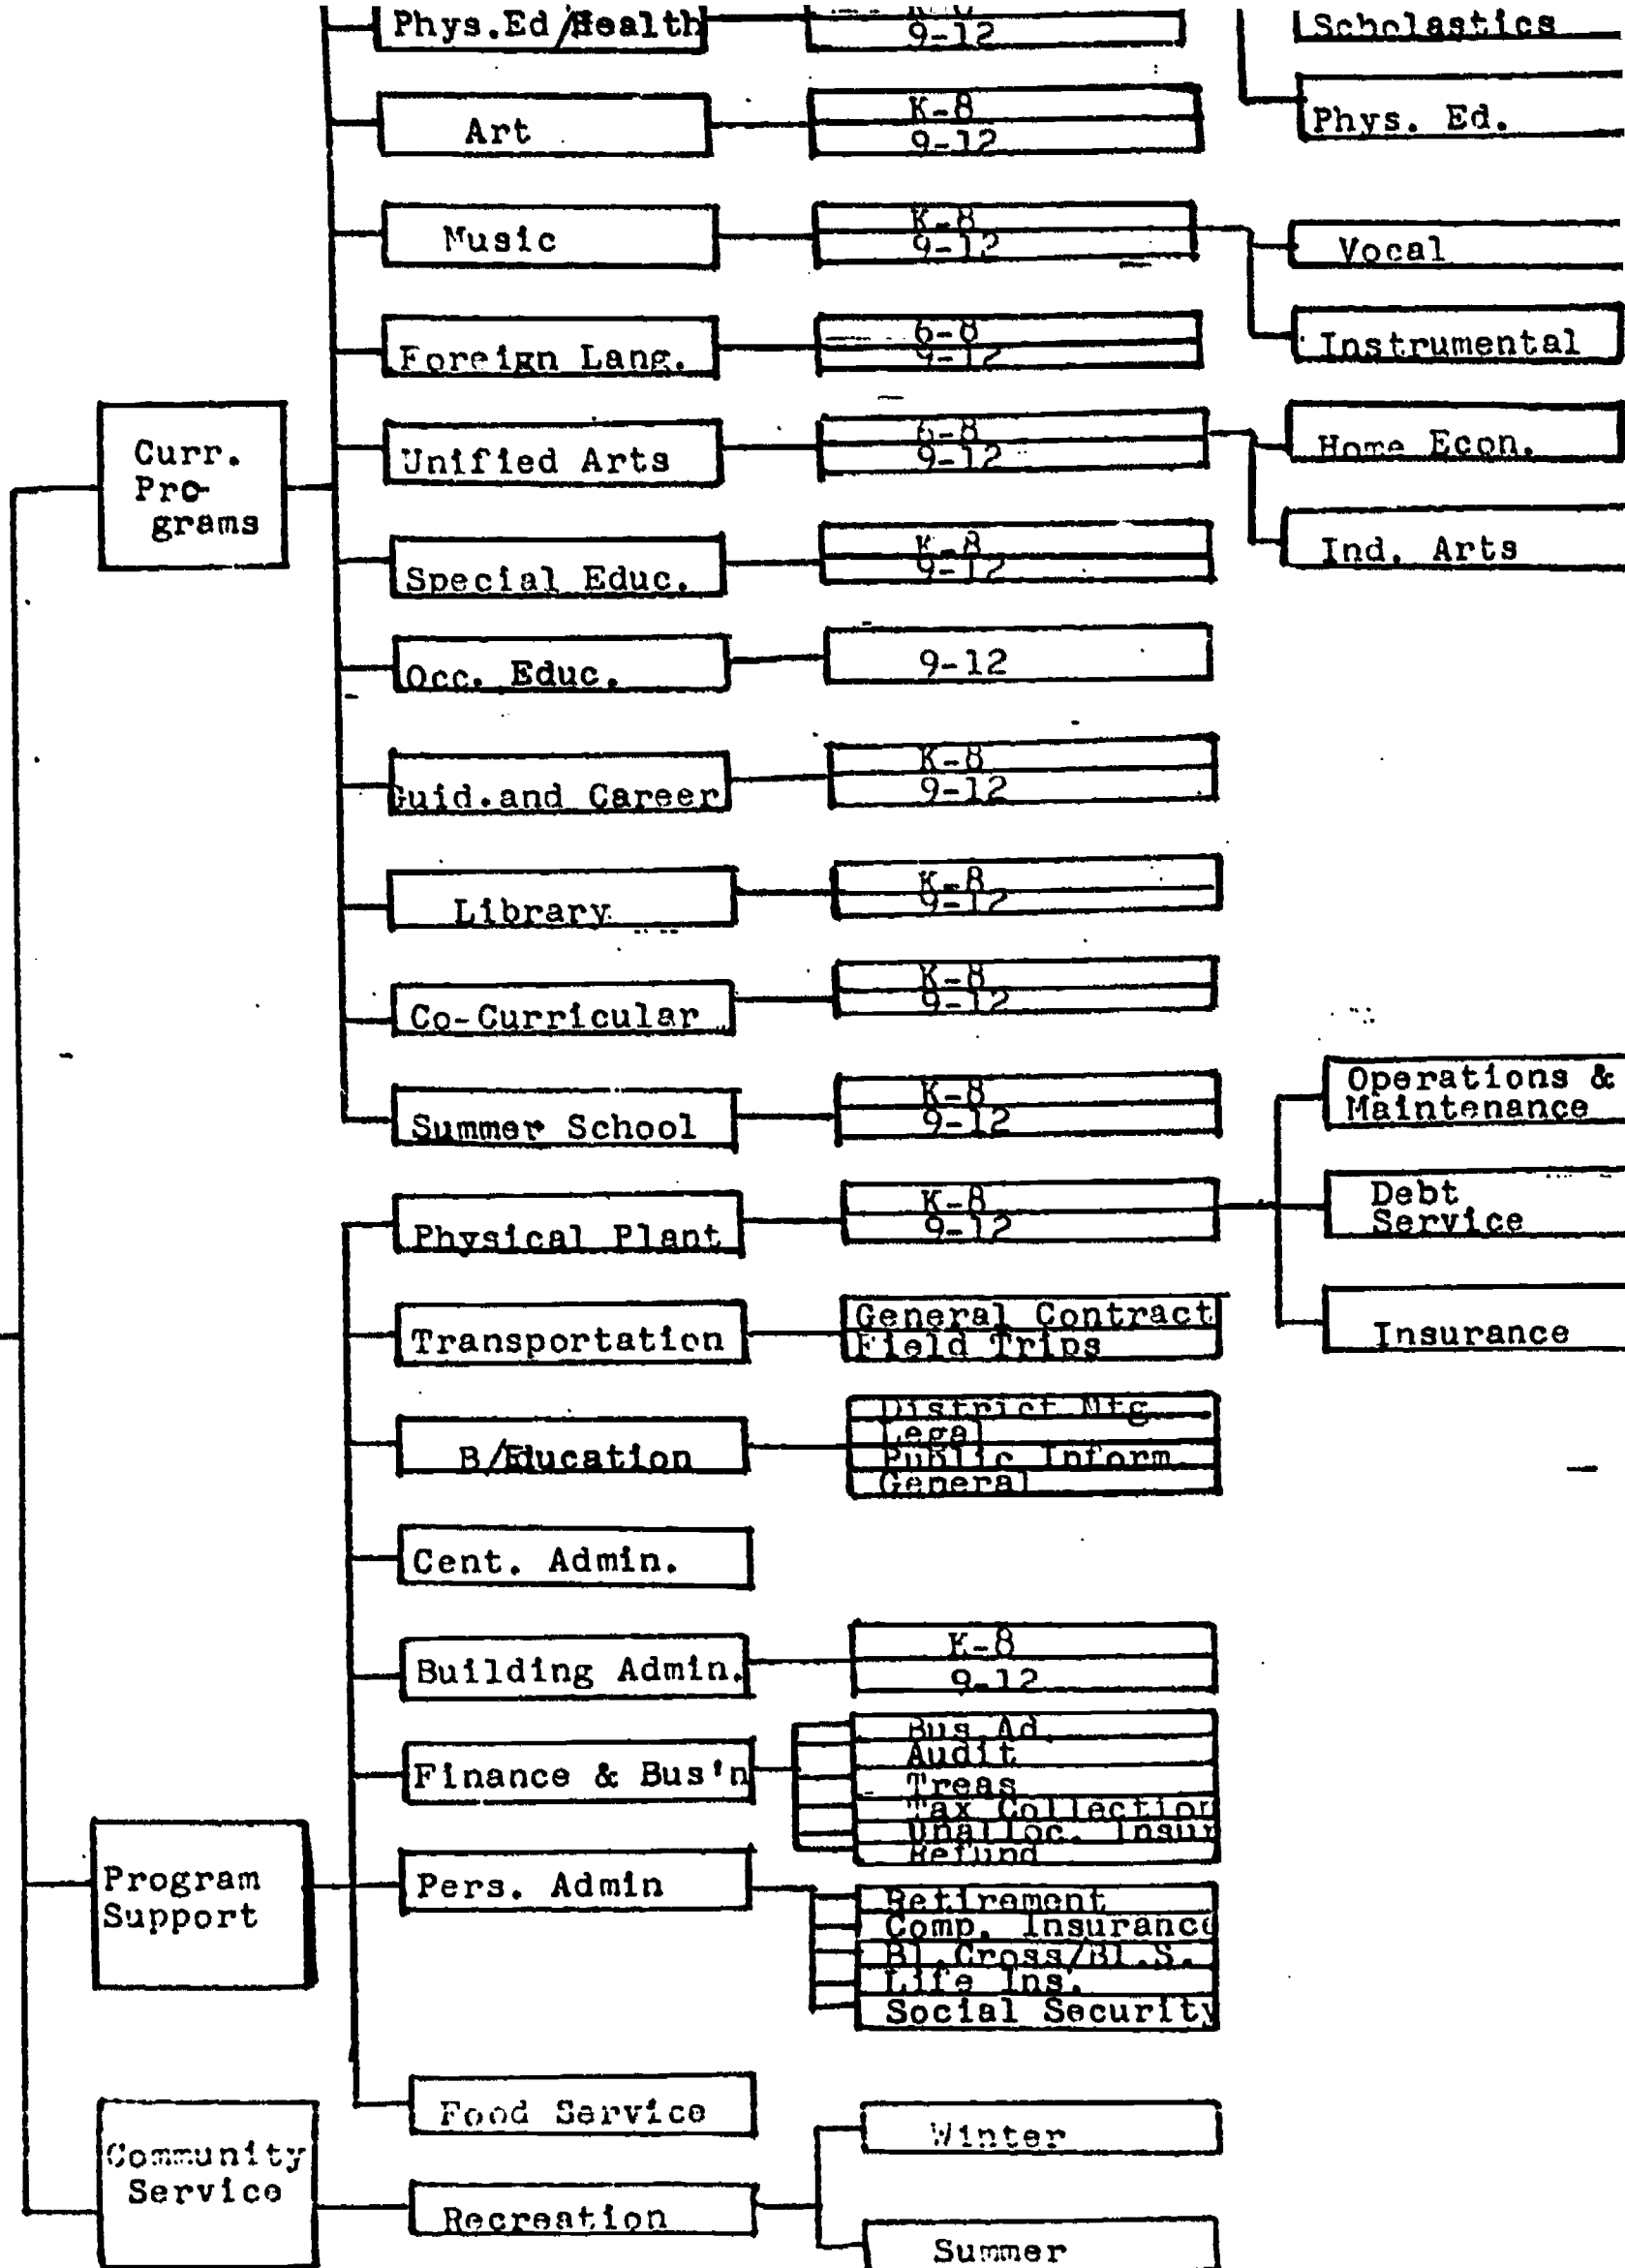 Phys.Ed/Health
9-12
Scholastics
Phys. Ed.
Art
K-8
9-12
Music
K-8
9-12
Vocal
Instrumental
Foreign Lang.
6-8
9-12
Curr.
Pro-
grams
Unified Arts
6-8
9-12
Home Econ.
Ind. Arts
Special Educ.
K-8
9-12
Occ. Educ.
9-12
Guid.and Career
K-8
9-12
Library
K-8
9-12
Co-Curricular
K-8
9-12
Summer School
K-8
9-12
Operations &
Maintenance
Physical Plant
K-8
9-12
Debt
Service
Insurance
Transportation
General Contract
Field Trips
B/Education
District Mtg
Legal
Public Inform
General
Cent. Admin.
Building Admin.
K-8
9-12
Finance & Bus'n
Bus Ad
Audit
Treas
Tax Collection
Unalloc. Insur
Refund
Program
Support
Pers. Admin
Retirement
Comp. Insurance
Bl.Cross/Bl.S.
Life Ins.
Social Security
Food Service
Community
Service
Recreation
Winter
Summer